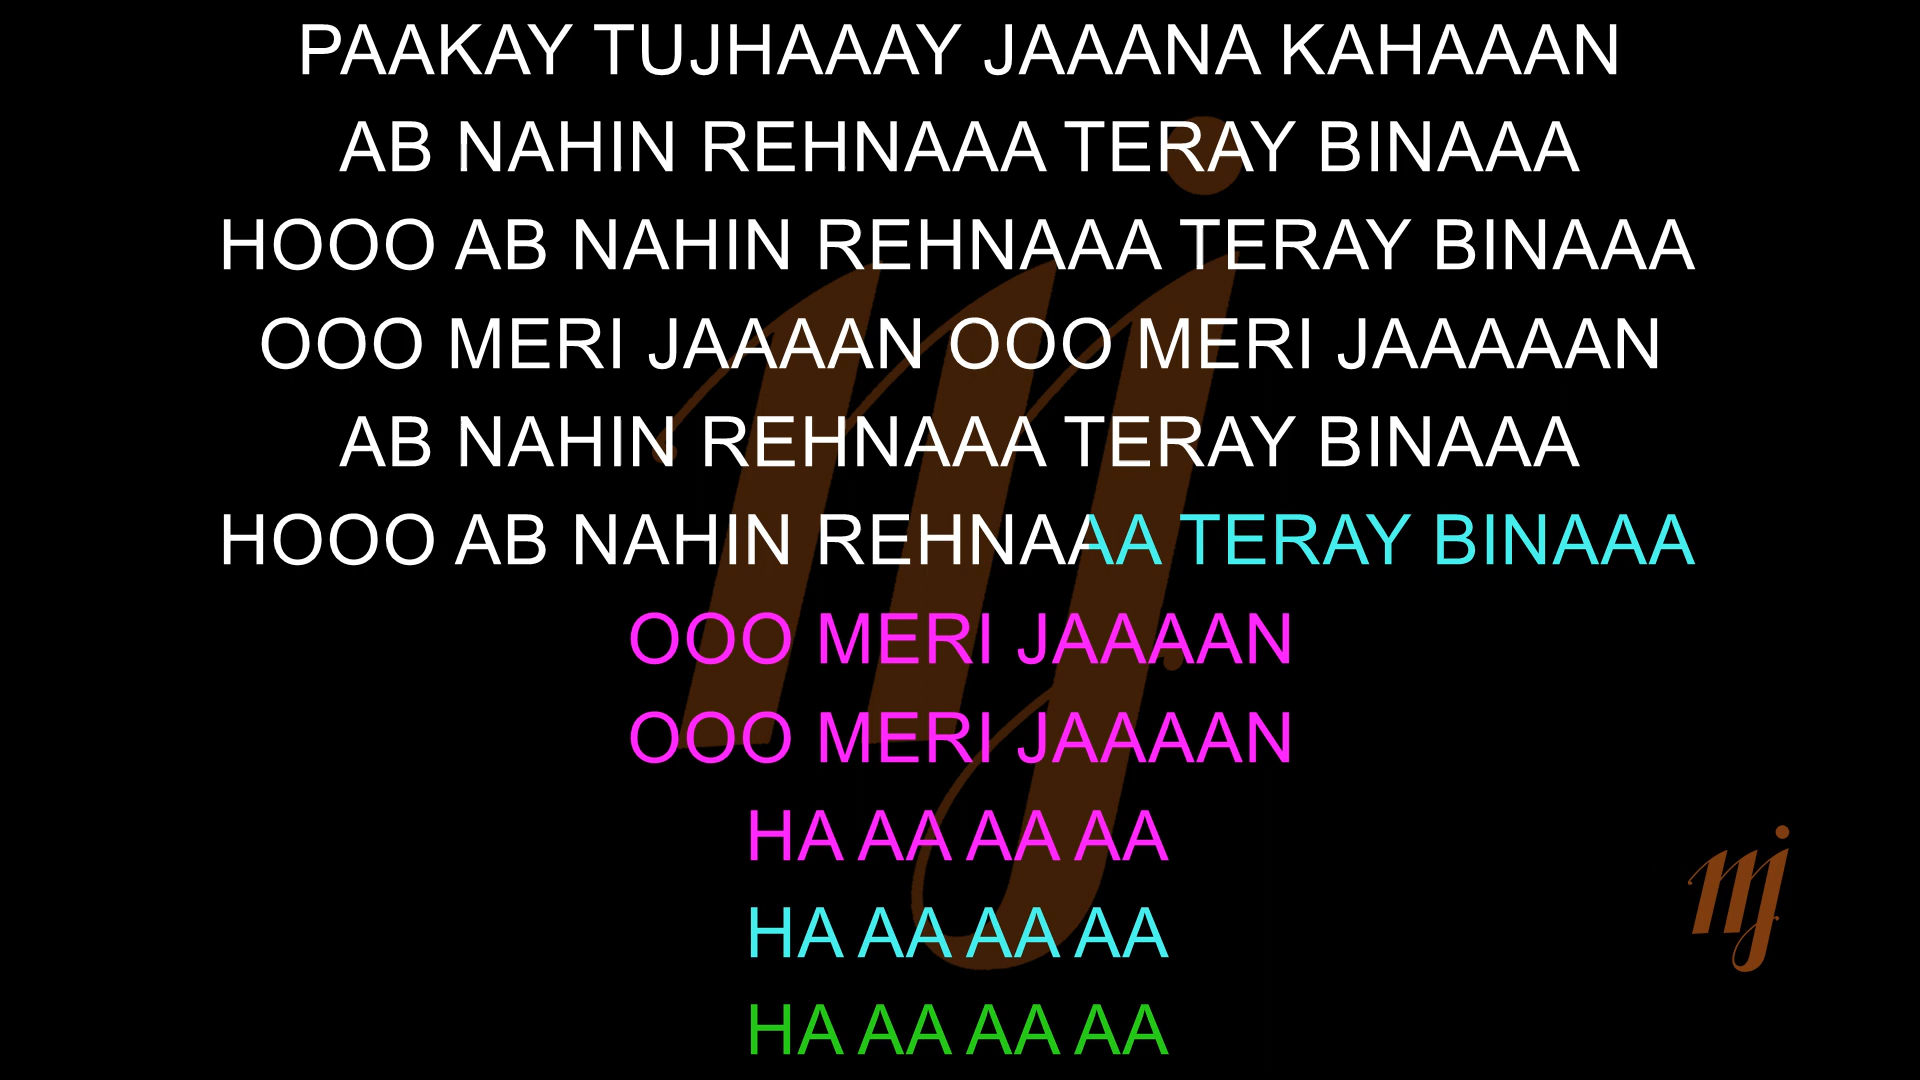 PAAKAY TUJHAAAY JAAANA KAHAAAN
AB NAHIN REHNAAA TERAY BINAAA
HOOO AB NAHIN REHNAAA TERAY BINAAA
OOO MERI JAAAAN OOO MERI JAAAAAN
AB NAHIN REHNAAA TERAY BINAAA
HOOO AB NAHIN REHNAAA TERAY BINAAA
OOO MERI JAAAAN
OOO MERI JAAAAN
HA AA AA AA
HA AA AA AA
HA AA AA AA
mj
mj